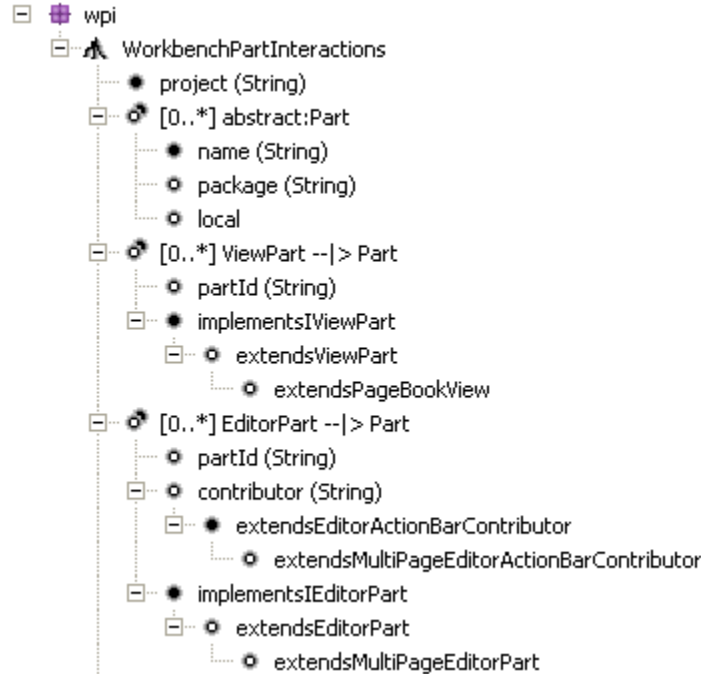 wpi
WorkbenchPartInteractions
project (String)
[0..*] abstract:Part
name (String)
package (String)
local
[0..*] ViewPart --|> Part
partId (String)
implementsIViewPart
extendsViewPart
extendsPageBookView
[0..*] EditorPart --|> Part
partId (String)
contributor (String)
extendsEditorActionBarContributor
extendsMultiPageEditorActionBarContributor
implementsIEditorPart
extendsEditorPart
extendsMultiPageEditorPart